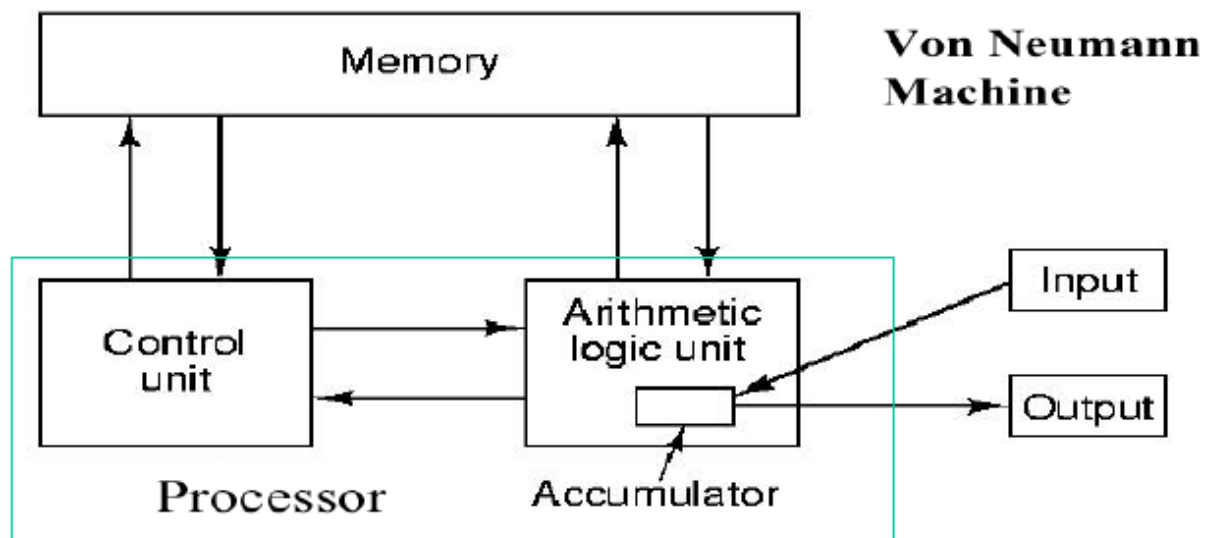 Memory
Von Neumann
Machine
Control
unit
Arithmetic
logic unit
Input
Output
Processor
Accumulator